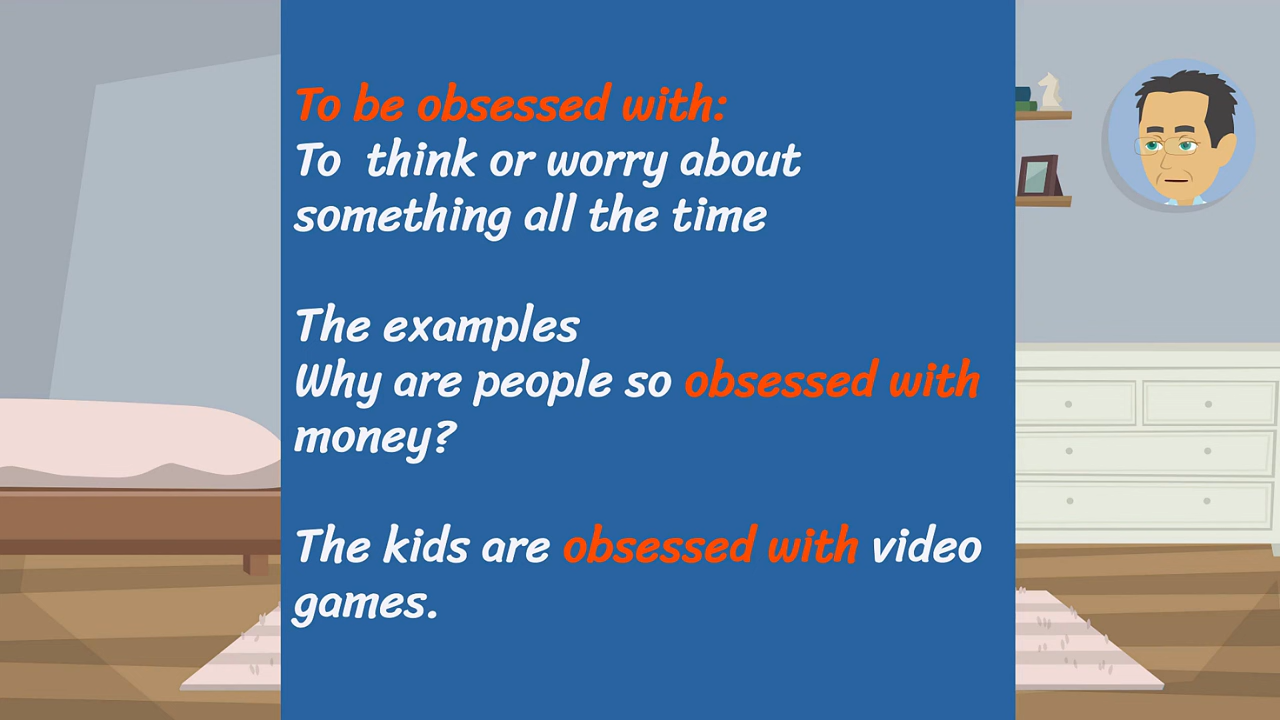 To be obsessed with:
To  think or worry about
something all the time
The examples
Why are people so obsessed with
money?
The kids are obsessed with video
games.